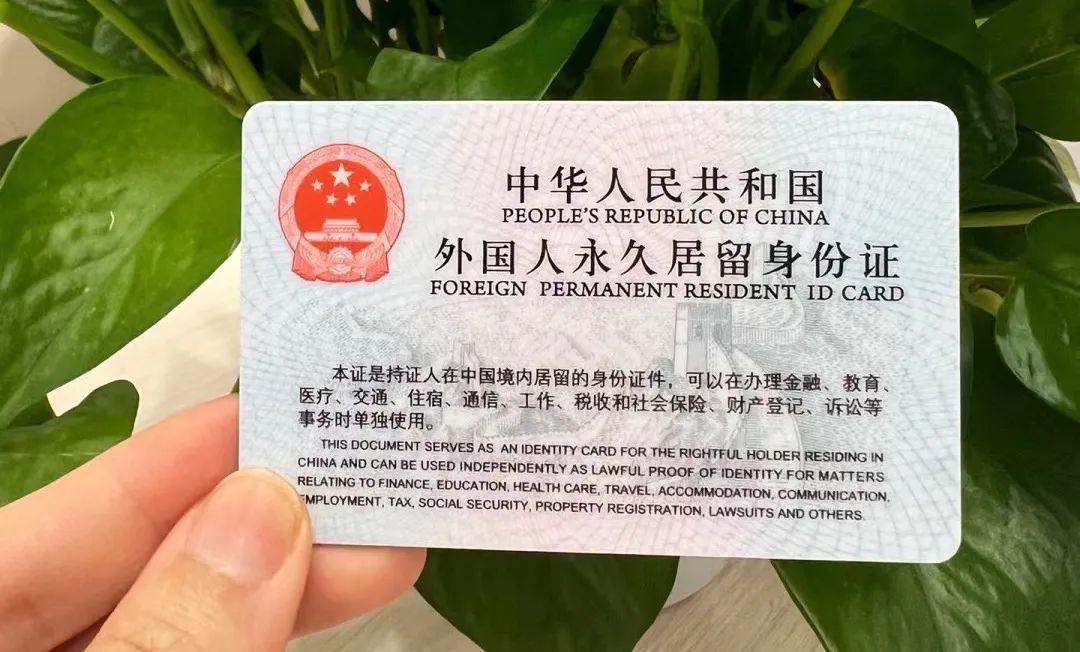 中华人民共和国
PEOPLE'S REPUBLIC OF CHINA
外国人永久居留身份证
FOREIGN PERMANENT RESIDENT ID CARD
本证是持证人在中国境内居留的身份证件，可以在办理金融、教育、
医疗、交通、住宿、通信、工作、税收和社会保险、财产登记、诉讼等
事务时单独使用。
THIS DOCUMENT SERVES AS AN IDENTITY CARD FOR THE RIGHTFUL HOLDER RESIDING IN
CHINA AND CAN BE USED INDEPENDENTLY AS LAWFUL PROOF OF IDENTITY FOR MATTERS
RELATING TO FINANCE, EDUCATION, HEALTH CARE, TRAVEL, ACCOMMODATION, COMMUNICATION,
EMPLOYMENT, TAX, SOCIAL SECURITY, PROPERTY REGISTRATION, LAWSUITS AND OTHERS.